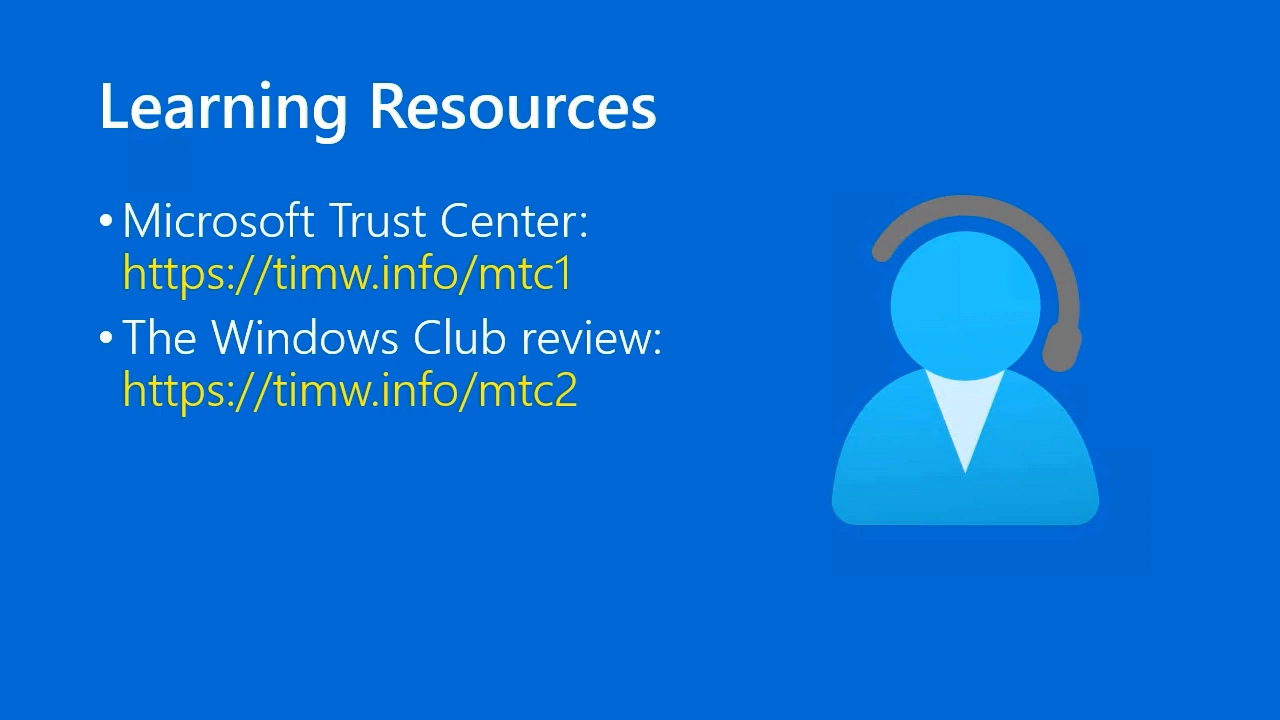 Learning Resources
• Microsoft Trust Center:
https://timw.info/mtc1
• The Windows Club review:
https://timw.info/mtc2